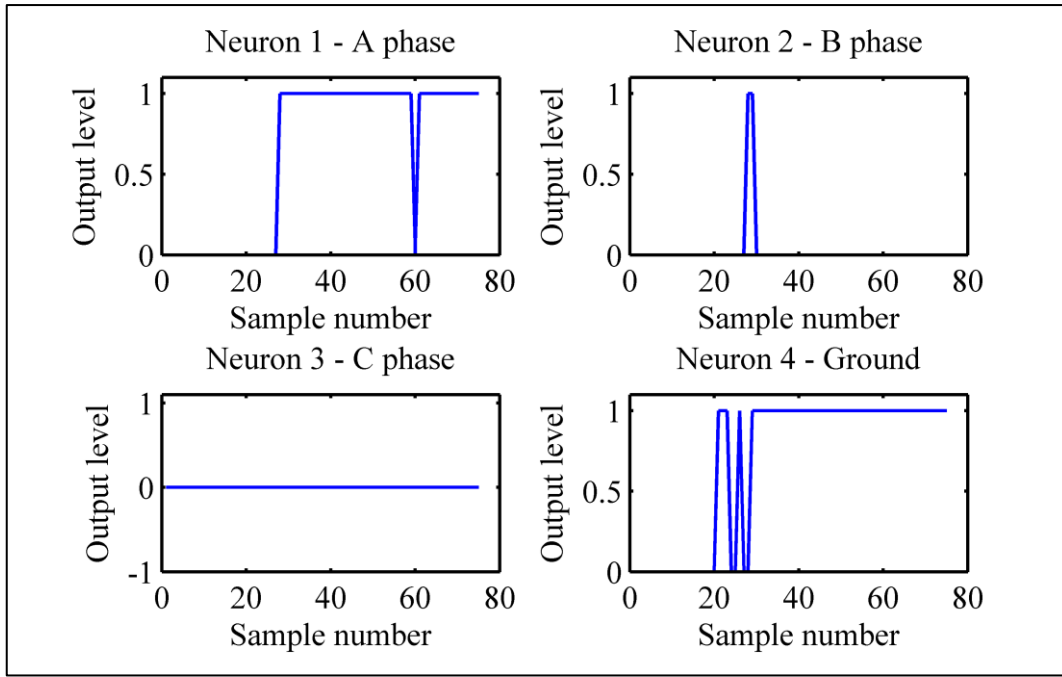 Neuron 1 - A phase
Output level
1
0.5
0
0 20 40 60 80
Sample number
Neuron 2 - B phase
Output level
1
0.5
0
0 20 40 60 80
Sample number
Neuron 3 - C phase
Output level
1
0
-1
0 20 40 60 80
Sample number
Neuron 4 - Ground
Output level
1
0.5
0
0 20 40 60 80
Sample number